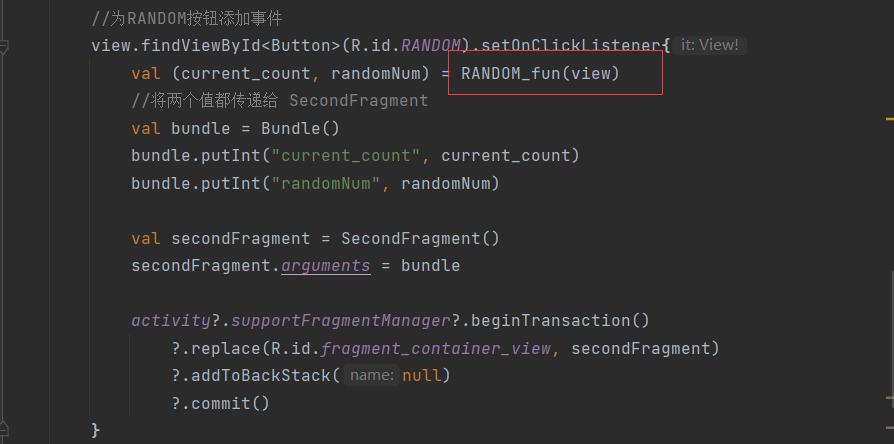 //为RANDOM按钮添加事件
view.findViewById<Button>(R.id.RANDOM).setOnClickListener{ it: View!
val (current_count, randomNum) = RANDOM_fun(view)
//将两个值都传递给 SecondFragment
val bundle = Bundle()
bundle.putInt("current_count", current_count)
bundle.putInt("randomNum", randomNum)
val secondFragment = SecondFragment()
secondFragment.arguments = bundle
activity?.supportFragmentManager?.beginTransaction()
?.replace(R.id.fragment_container_view, secondFragment)
?.addToBackStack( name: null)
?.commit()
}